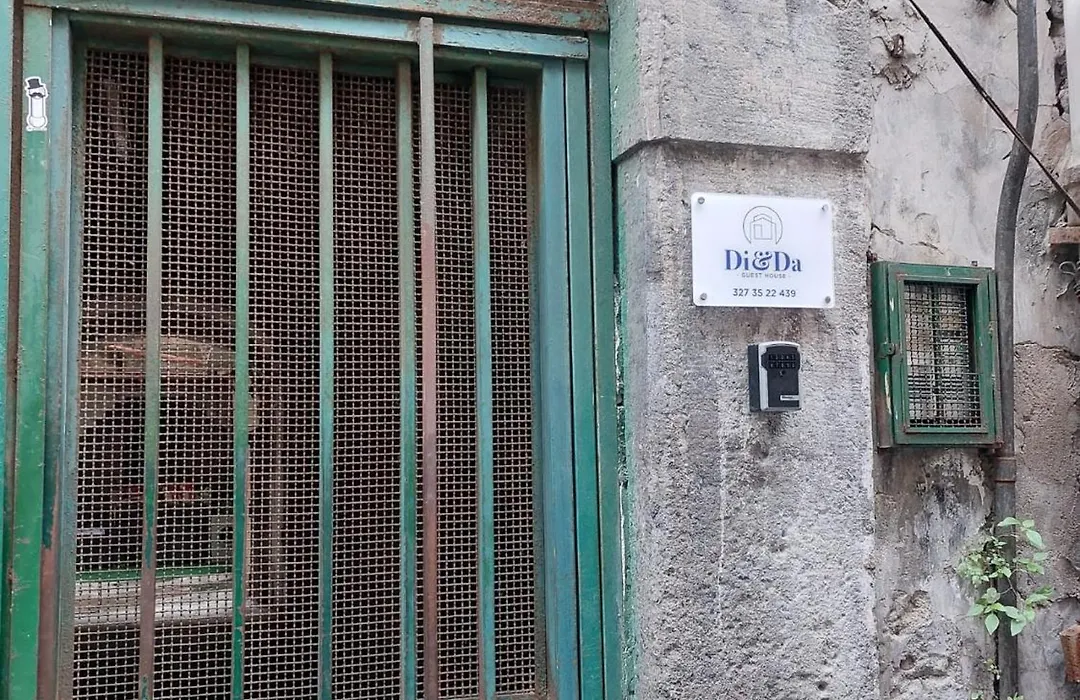 Di&Da
- GUEST HOUSE -
327 35 22 439